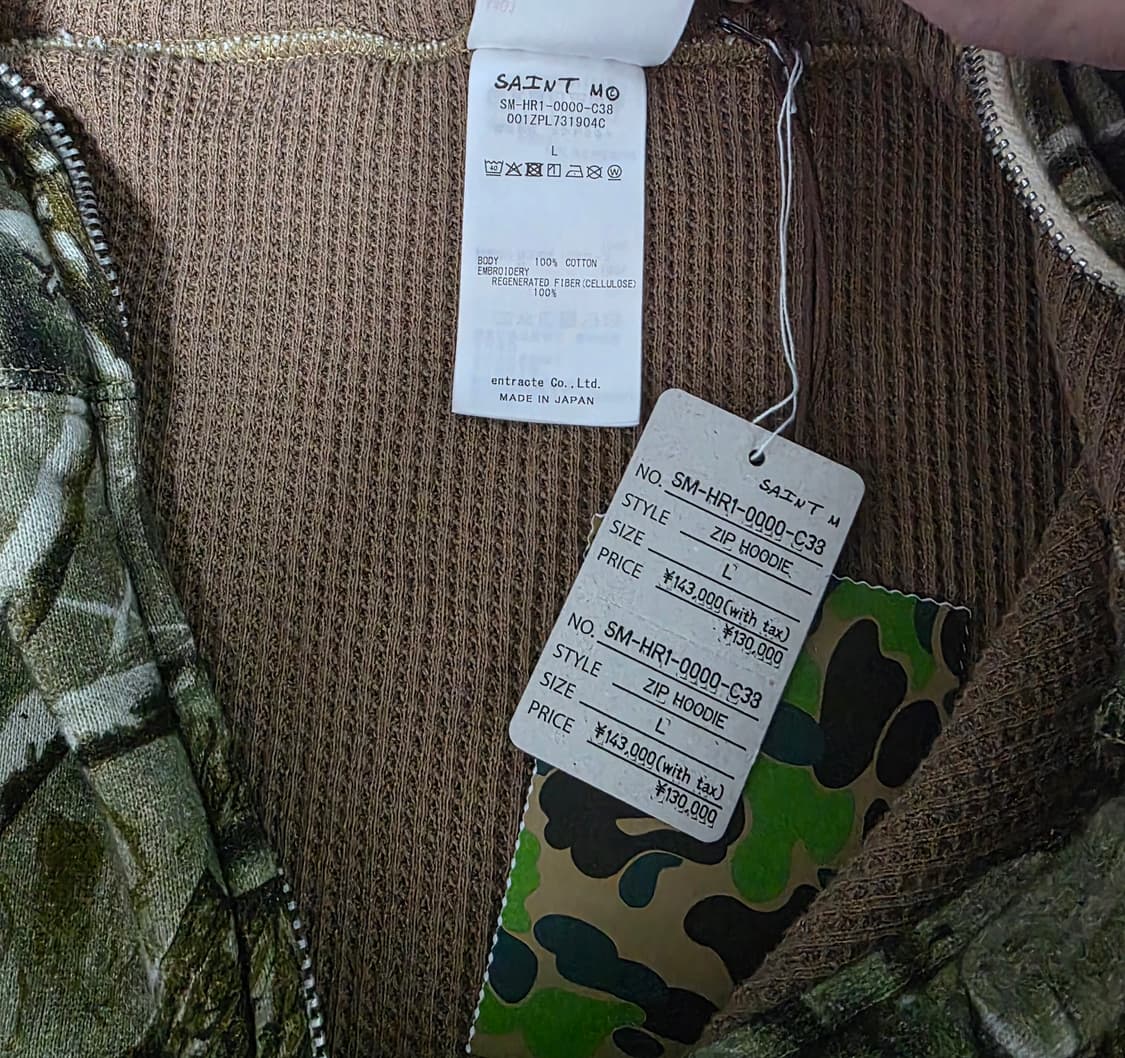 SAINT M©
SM-HR1-0000-C38
001ZPL731904C
L
40
W
BODY 100% COTTON
EMBROIDERY
REGENERATED FIBER(CELLULOSE)
100%
entracte Co.,Ltd.
MADE IN JAPAN
SAINT M
NO. SM-HR1-0000-C38
STYLE ZIP HOODIE
SIZE L
PRICE ¥143,000(with tax)
¥130,000
NO. SM-HR1-0000-C38
STYLE ZIP HOODIE
SIZE L
PRICE ¥143,000(with tax)
¥130,000